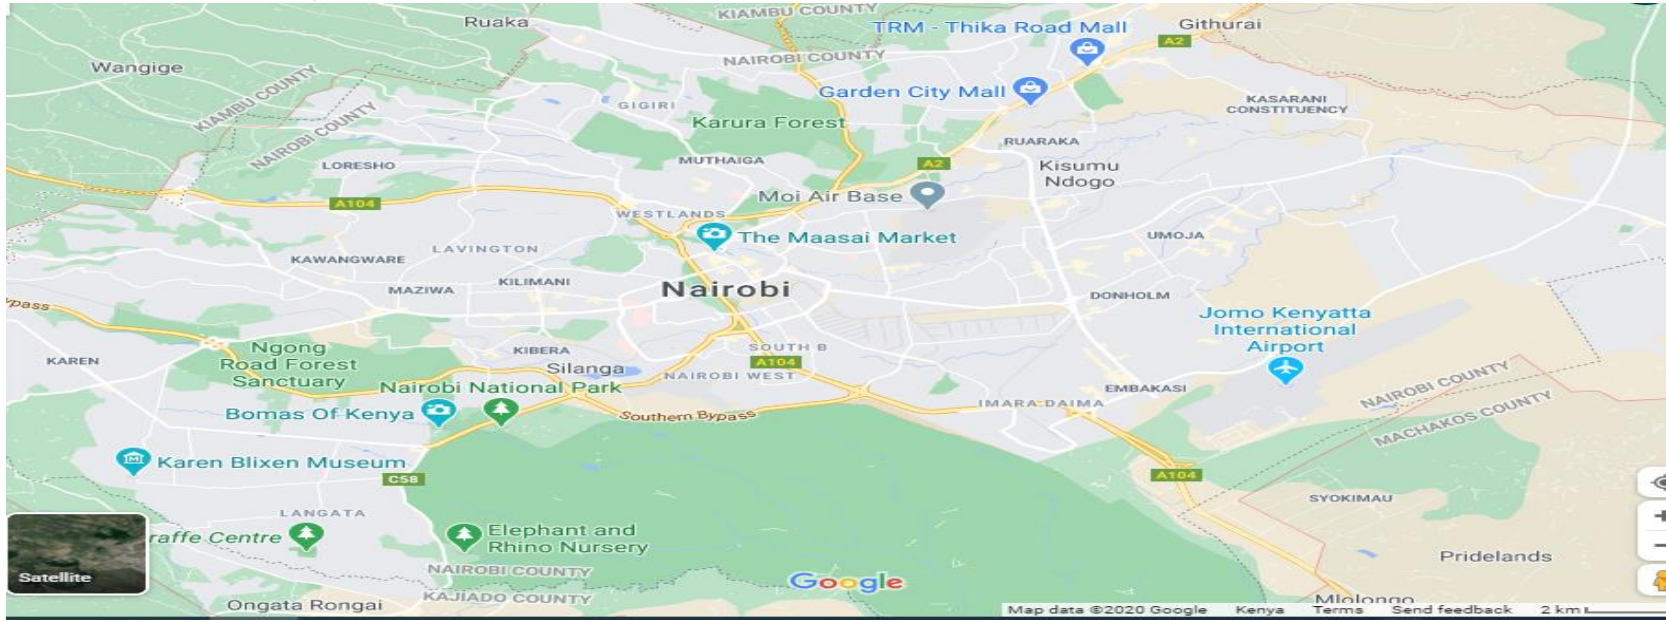 KIAMBU COUNTY
Ruaka
TRM - Thika Road Mall
Githurai
A2
NAIROBI COUNTY
Wangige
KIAMBU COUNTY
GIGIRI
Garden City Mall
KASARANI
CONSTITUENCY
NAIROBI COUNTY
Karura Forest
RUARAKA
LORESHO
MUTHAIGA
A2
Kisumu
Ndogo
A104
Moi Air Base
WESTLANDS
The Maasai Market
UMOJA
LAVINGTON
KAWANGWARE
MAZIWA
KILIMANI
Nairobi
DONHOLM
ypass
Jomo Kenyatta
International
Airport
KAREN
Ngong
Road Forest
Sanctuary
KIBERA
Silanga
SOUTH B
A104
NAIROBI WEST
Nairobi National Park
EMBAKASI
NAIROBI COUNTY
Bomas Of Kenya
Southern Bypass
IMARA DAIMA
MACHAKOS COUNTY
Karen Blixen Museum
C58
A104
SYOKIMAU
LANGATA
raffe Centre
Elephant and
Rhino Nursery
Pridelands
Satellite
NAIROBI COUNTY
Google
KAJIADO COUNTY
Ongata Rongai
Mlolongo
Map data ©2020 Google Kenya Terms Send feedback 2 km